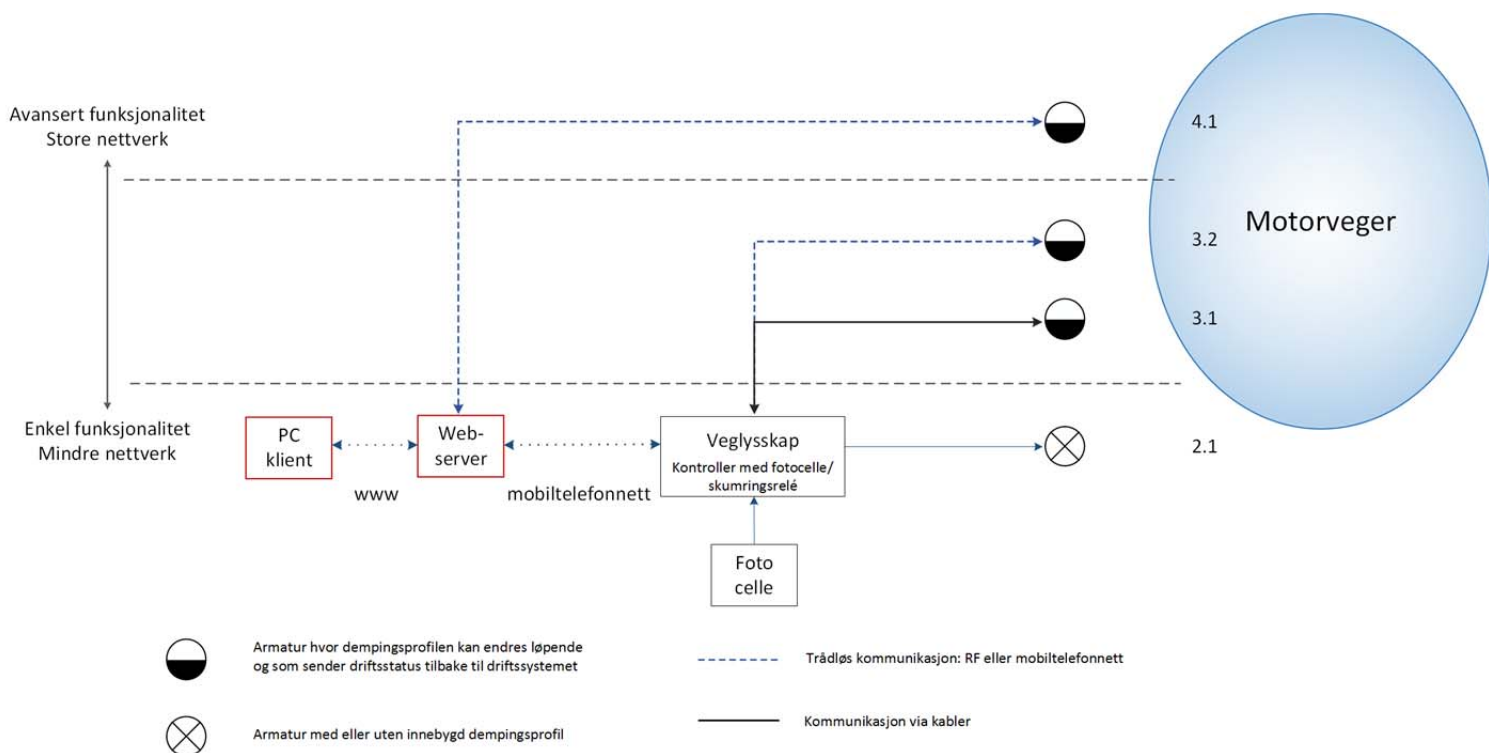 Avansert funksjonalitet
Store nettverk
4.1
3.2
Motorveger
3.1
Enkel funksjonalitet
Mindre nettverk
PC
klient
www
Web-
server
mobiltelefonnett
Veglysskap
Kontroller med fotocelle/
skumringsrelé
2.1
Foto
celle
Armatur hvor dempingsprofilen kan endres løpende
og som sender driftsstatus tilbake til driftssystemet
Trådløs kommunikasjon: RF eller mobiltelefonnett
Armatur med eller uten innebygd dempingsprofil
Kommunikasjon via kabler